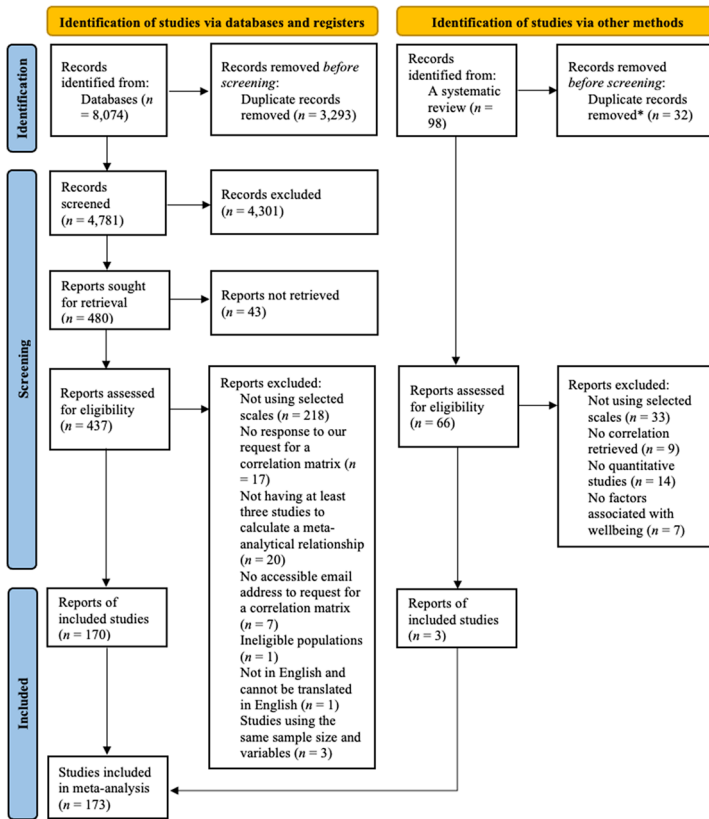 Identification of studies via databases and registers
Identification of studies via other methods
Identification
Records
identified from:
Databases (n
= 8,074)
Records removed before
screening:
Duplicate records
removed (n = 3,293)
Records
identified from:
A systematic
review (n =
98)
Records removed
before screening:
Duplicate records
removed* (n = 32)
Screening
Records
screened
(n = 4,781)
Records excluded
(n = 4,301)
Reports sought
for retrieval
(n = 480)
Reports not retrieved
(n = 43)
Reports assessed
for eligibility
(n = 437)
Reports excluded:
Not using selected
scales (n = 218)
No response to our
request for a
correlation matrix (n
= 17)
Not having at least
three studies to
calculate a meta-
analytical relationship
(n = 20)
No accessible email
address to request for
a correlation matrix
(n = 7)
Ineligible populations
(n = 1)
Not in English and
cannot be translated
in English (n = 1)
Studies using the
same sample size and
variables (n = 3)
Reports assessed
for eligibility (n =
66)
Reports excluded:
Not using selected
scales (n = 33)
No correlation
retrieved (n = 9)
No quantitative
studies (n = 14)
No factors
associated with
wellbeing (n = 7)
Included
Reports of
included studies
(n = 170)
Reports of
included studies
(n = 3)
Studies included
in meta-analysis
(n = 173)